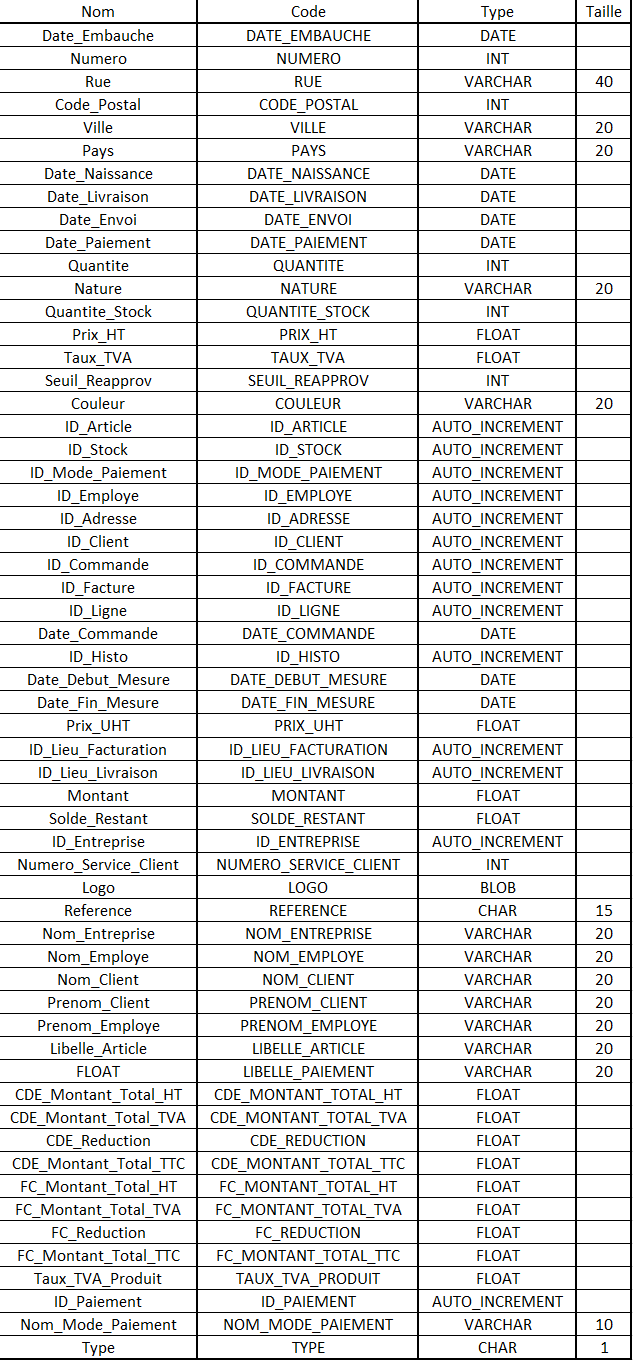 Nom Code Type Taille
Date_Embauche DATE_EMBAUCHE DATE
Numero NUMERO INT
Rue RUE VARCHAR 40
Code_Postal CODE_POSTAL INT
Ville VILLE VARCHAR 20
Pays PAYS VARCHAR 20
Date_Naissance DATE_NAISSANCE DATE
Date_Livraison DATE_LIVRAISON DATE
Date_Envoi DATE_ENVOI DATE
Date_Paiement DATE_PAIEMENT DATE
Quantite QUANTITE INT
Nature NATURE VARCHAR 20
Quantite_Stock QUANTITE_STOCK INT
Prix_HT PRIX_HT FLOAT
Taux_TVA TAUX_TVA FLOAT
Seuil_Reapprov SEUIL_REAPPROV INT
Couleur COULEUR VARCHAR 20
ID_Article ID_ARTICLE AUTO_INCREMENT
ID_Stock ID_STOCK AUTO_INCREMENT
ID_Mode_Paiement ID_MODE_PAIEMENT AUTO_INCREMENT
ID_Employe ID_EMPLOYE AUTO_INCREMENT
ID_Adresse ID_ADRESSE AUTO_INCREMENT
ID_Client ID_CLIENT AUTO_INCREMENT
ID_Commande ID_COMMANDE AUTO_INCREMENT
ID_Facture ID_FACTURE AUTO_INCREMENT
ID_Ligne ID_LIGNE AUTO_INCREMENT
Date_Commande DATE_COMMANDE DATE
ID_Histo ID_HISTO AUTO_INCREMENT
Date_Debut_Mesure DATE_DEBUT_MESURE DATE
Date_Fin_Mesure DATE_FIN_MESURE DATE
Prix_UHT PRIX_UHT FLOAT
ID_Lieu_Facturation ID_LIEU_FACTURATION AUTO_INCREMENT
ID_Lieu_Livraison ID_LIEU_LIVRAISON AUTO_INCREMENT
Montant MONTANT FLOAT
Solde_Restant SOLDE_RESTANT FLOAT
ID_Entreprise ID_ENTREPRISE AUTO_INCREMENT
Numero_Service_Client NUMERO_SERVICE_CLIENT INT
Logo LOGO BLOB
Reference REFERENCE CHAR 15
Nom_Entreprise NOM_ENTREPRISE VARCHAR 20
Nom_Employe NOM_EMPLOYE VARCHAR 20
Nom_Client NOM_CLIENT VARCHAR 20
Prenom_Client PRENOM_CLIENT VARCHAR 20
Prenom_Employe PRENOM_EMPLOYE VARCHAR 20
Libelle_Article LIBELLE_ARTICLE VARCHAR 20
FLOAT LIBELLE_PAIEMENT VARCHAR 20
CDE_Montant_Total_HT CDE_MONTANT_TOTAL_HT FLOAT
CDE_Montant_Total_TVA CDE_MONTANT_TOTAL_TVA FLOAT
CDE_Reduction CDE_REDUCTION FLOAT
CDE_Montant_Total_TTC CDE_MONTANT_TOTAL_TTC FLOAT
FC_Montant_Total_HT FC_MONTANT_TOTAL_HT FLOAT
FC_Montant_Total_TVA FC_MONTANT_TOTAL_TVA FLOAT
FC_Reduction FC_REDUCTION FLOAT
FC_Montant_Total_TTC FC_MONTANT_TOTAL_TTC FLOAT
Taux_TVA_Produit TAUX_TVA_PRODUIT FLOAT
ID_Paiement ID_PAIEMENT AUTO_INCREMENT
Nom_Mode_Paiement NOM_MODE_PAIEMENT VARCHAR 10
Type TYPE CHAR 1